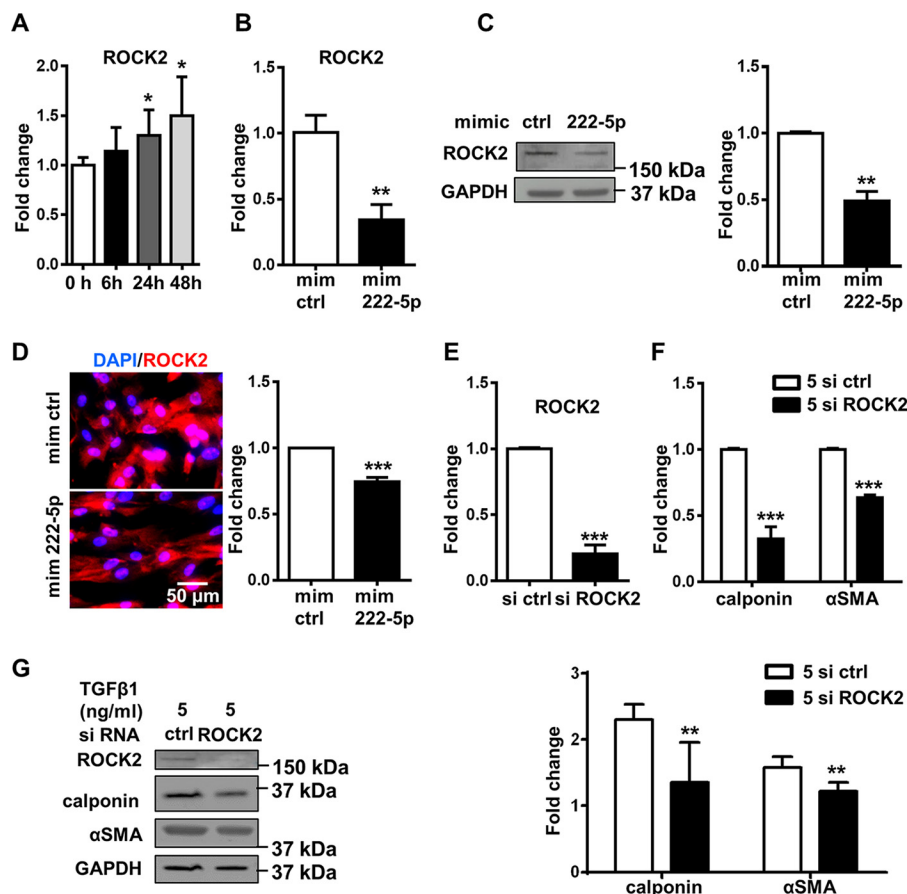 A
ROCK2
Fold change
2.0
1.5
1.0
0.5
0.0
*
*
0 h 6h 24h 48h
B
ROCK2
Fold change
1.5
1.0
0.5
0.0
**
mim mim
ctrl 222-5p
C
mimic ctrl 222-5p
ROCK2
150 kDa
GAPDH
37 kDa
Fold change
1.5
1.0
0.5
0.0
**
mim mim
ctrl 222-5p
D
DAPI/ROCK2
mim ctrl
mim 222-5p
50 µm
Fold change
1.5
1.0
0.5
0.0
***
mim mim
ctrl 222-5p
E
ROCK2
Fold change
1.5
1.0
0.5
0.0
***
si ctrl si ROCK2
F
5 si ctrl
5 si ROCK2
Fold change
1.5
1.0
0.5
0.0
***
***
calponin αSMA
G
TGFβ1
(ng/ml) 5 5
si RNA ctrl ROCK2
ROCK2
150 kDa
37 kDa
calponin
αSMA
37 kDa
GAPDH
37 kDa
5 si ctrl
5 si ROCK2
Fold change
3
2
1
0
**
**
calponin αSMA